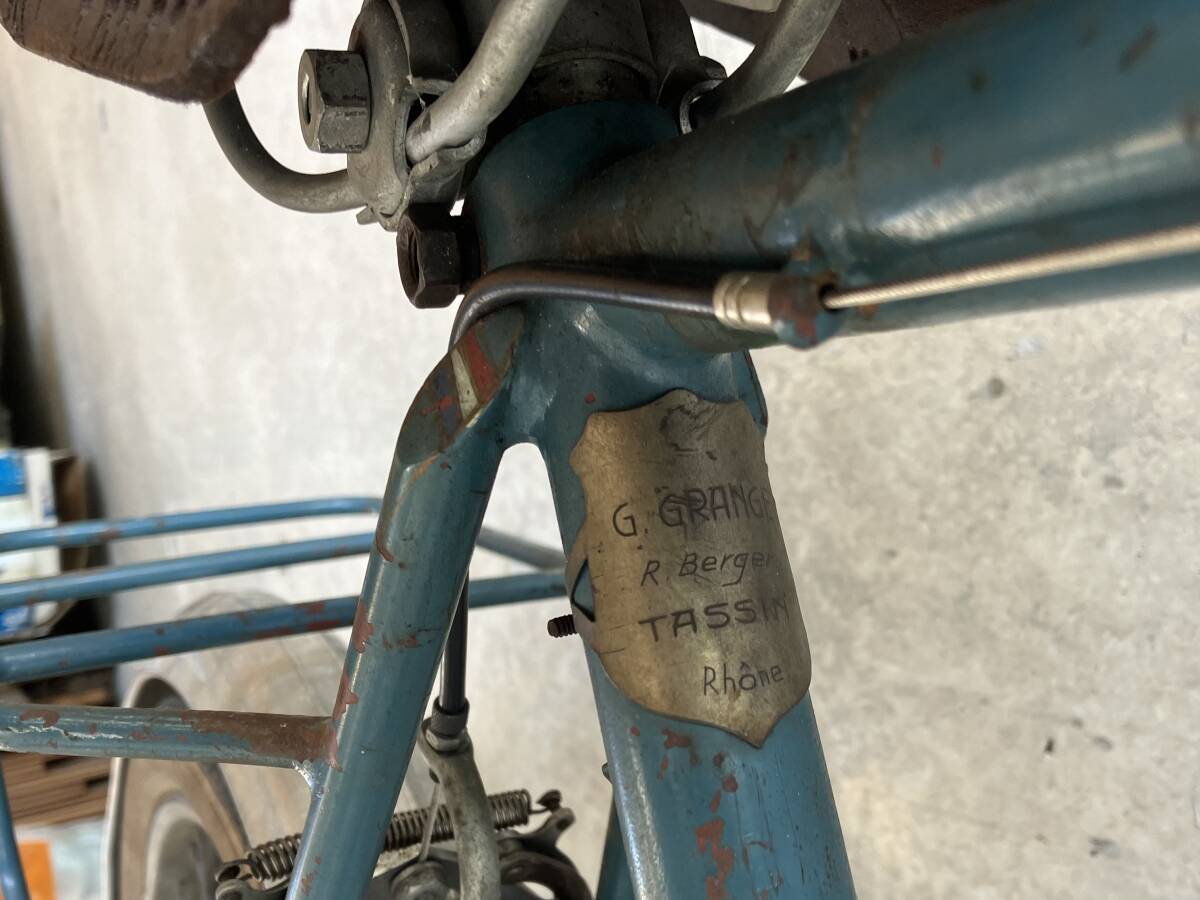 G. GRANGE
R. Berger
TASSIN
Rhône